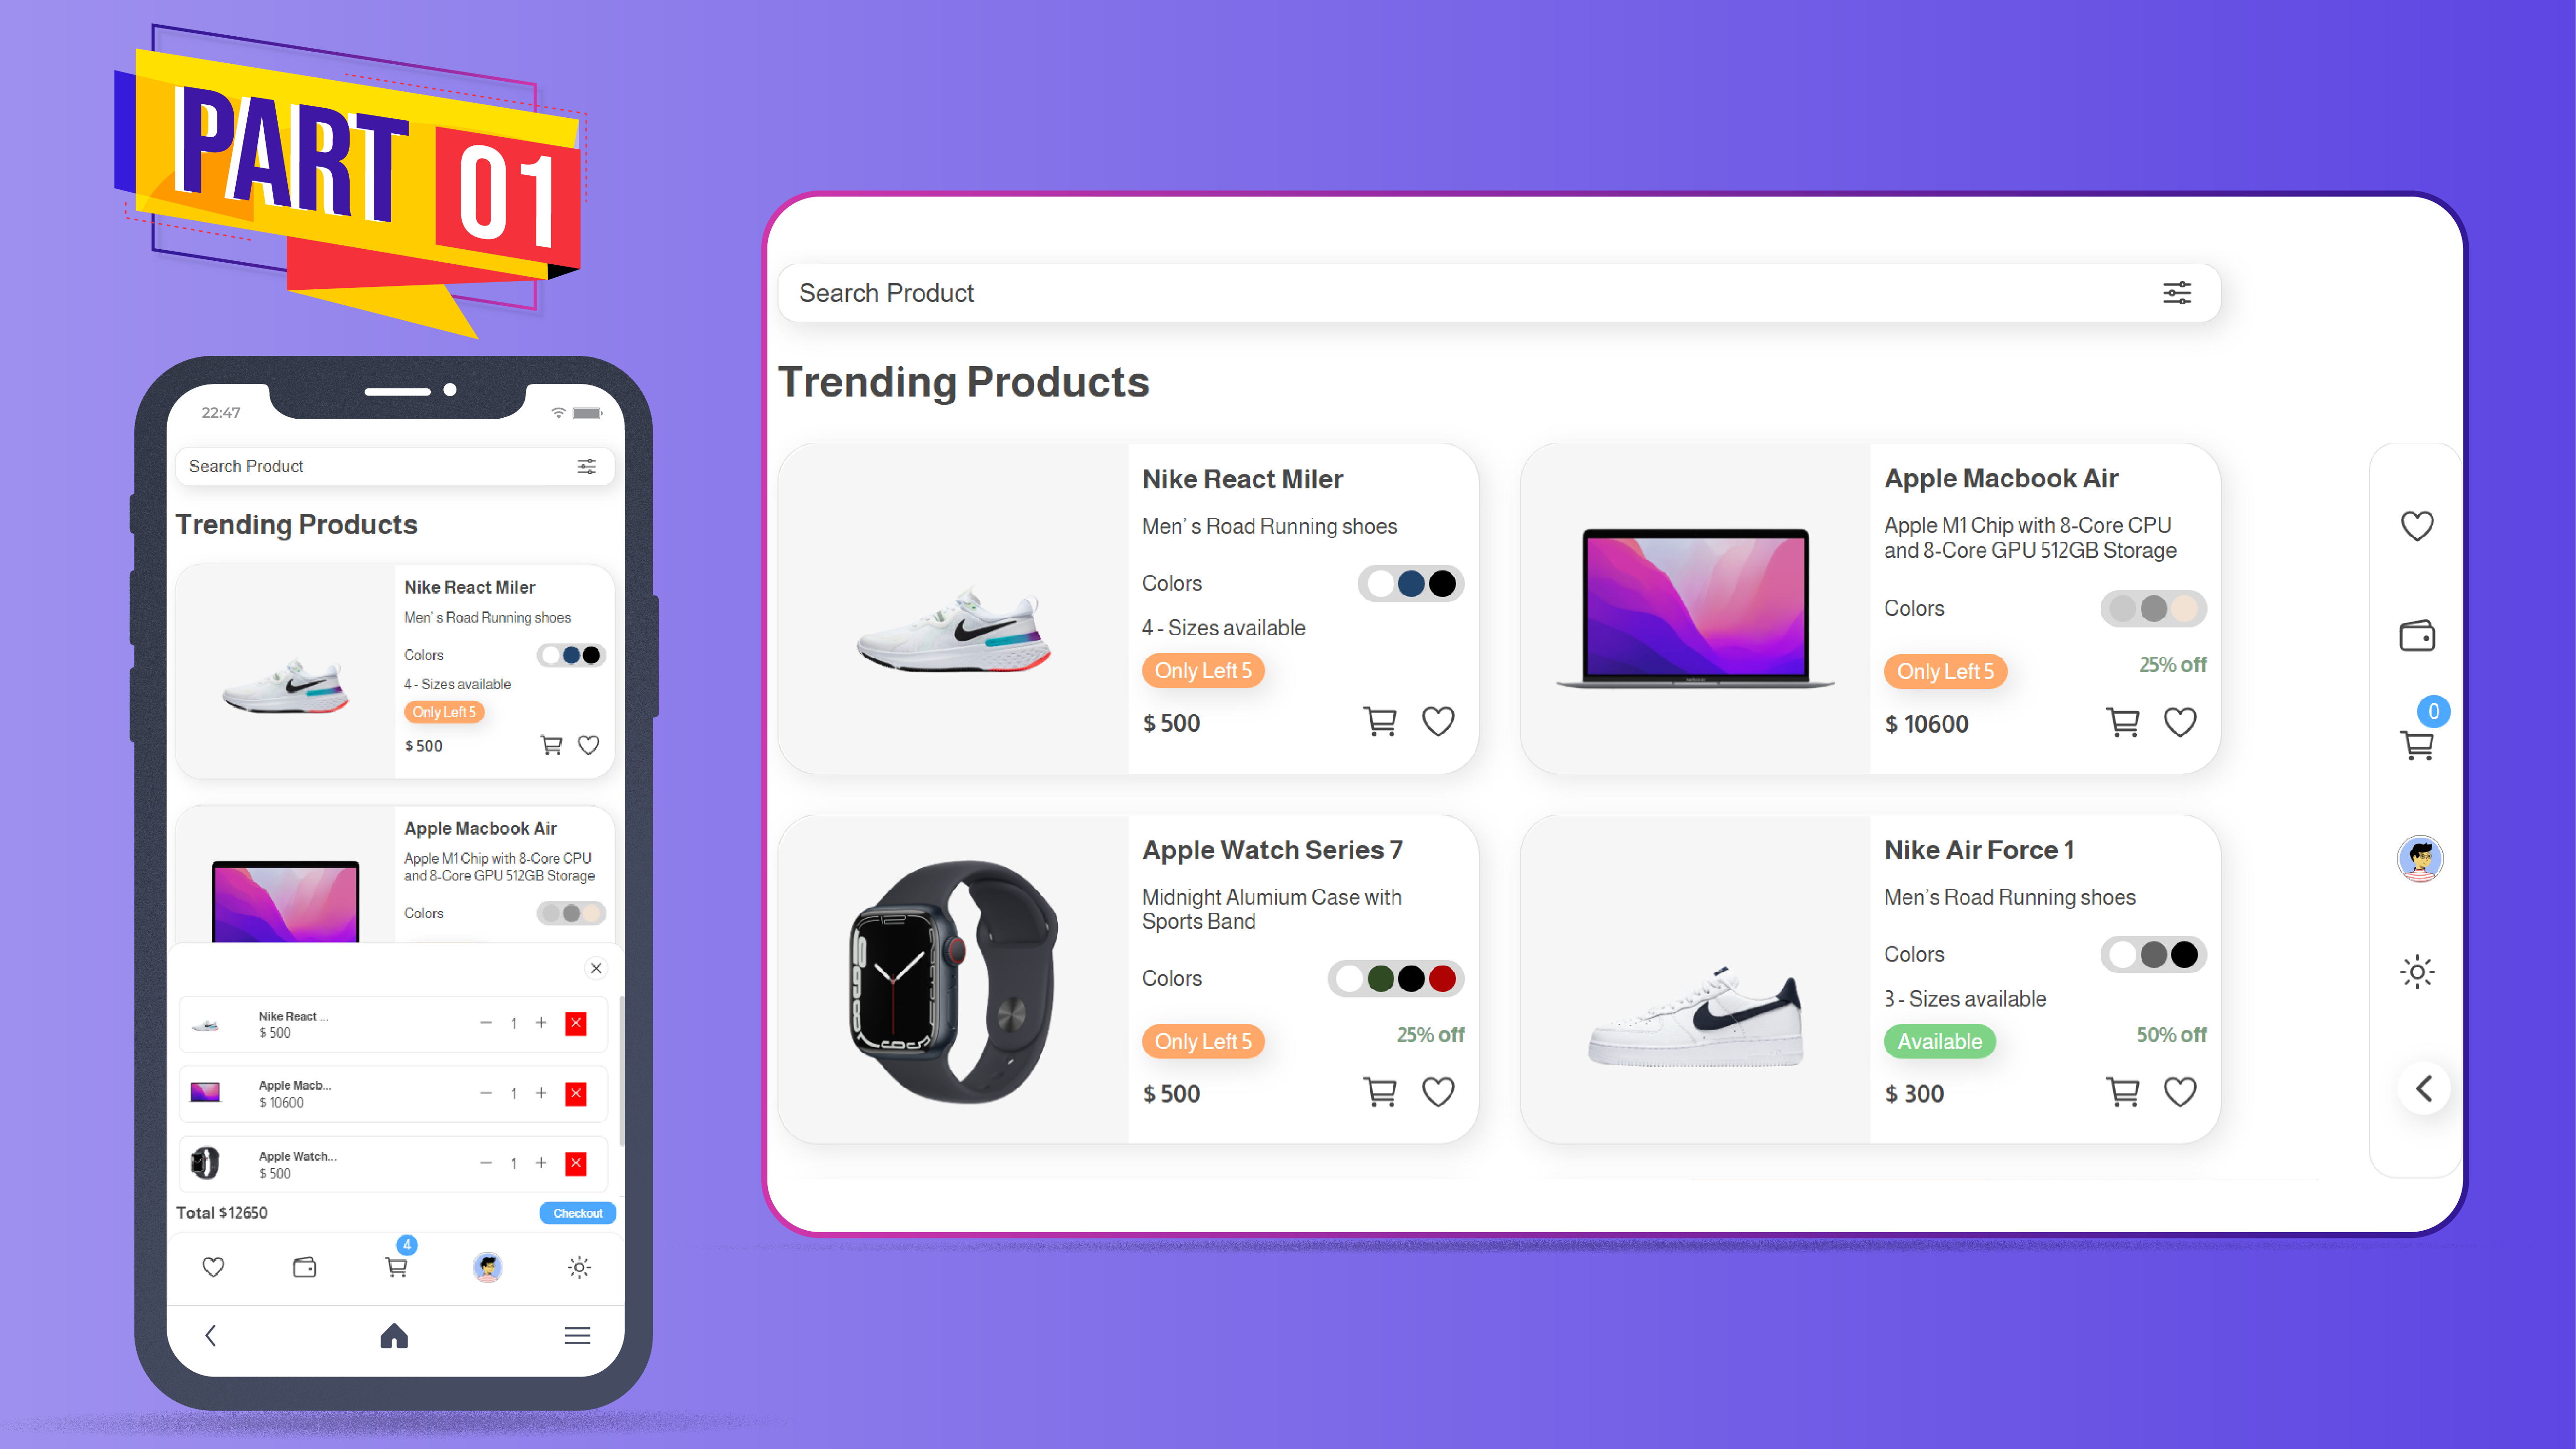 PART 01
22:47
Search Product
Trending Products
Nike React Miler
Men’ s Road Running shoes
Colors
4 - Sizes available
Only Left 5
$ 500
Apple Macbook Air
Apple M1 Chip with 8-Core CPU
and 8-Core GPU 512GB Storage
Colors
Nike React ...
$ 500
1
Apple Macb...
$ 10600
1
Apple Watch...
$ 500
1
Total $12650
Checkout
4
Search Product
Trending Products
Nike React Miler
Men’ s Road Running shoes
Colors
4 - Sizes available
Only Left 5
$ 500
Apple Macbook Air
Apple M1 Chip with 8-Core CPU
and 8-Core GPU 512GB Storage
Colors
Only Left 5
25% off
$ 10600
Apple Watch Series 7
Midnight Alumium Case with
Sports Band
Colors
Only Left 5
25% off
$ 500
Nike Air Force 1
Men’s Road Running shoes
Colors
3 - Sizes available
Available
50% off
$ 300
0